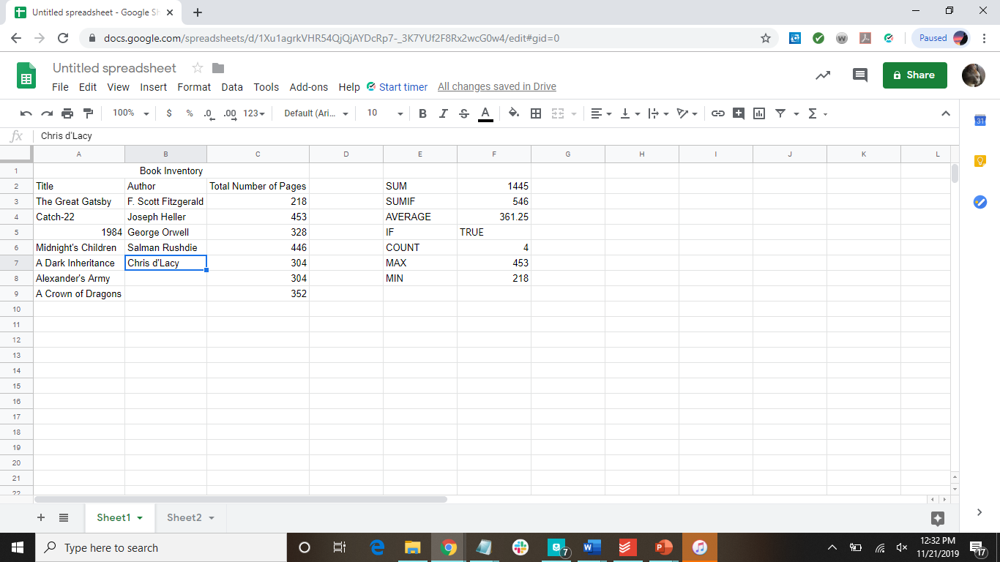 Untitled spreadsheet - Google Sh
docs.google.com/spreadsheets/d/1Xu1agrkVHR54QjQjAYDcRp7-_3K7YUf2F8Rx2wcG0w4/edit#gid=0
Paused
Untitled spreadsheet
Share
File Edit View Insert Format Data Tools Add-ons Help Start timer All changes saved in Drive
100% $ % .0 .00 123 Default (Ari... 10 B I S A Σ
31
fx Chris d'Lacy
A B C D E F G H I J K L
1 Book Inventory
2 Title Author Total Number of Pages SUM 1445
3 The Great Gatsby F. Scott Fitzgerald 218 SUMIF 546
4 Catch-22 Joseph Heller 453 AVERAGE 361.25
5 1984 George Orwell 328 IF TRUE
6 Midnight's Children Salman Rushdie 446 COUNT 4
7 A Dark Inheritance Chris d'Lacy 304 MAX 453
8 Alexander's Army 304 MIN 218
9 A Crown of Dragons 352
10
11
12
13
14
15
16
17
18
19
20
21
22
Sheet1 Sheet2
Type here to search
7
12:32 PM
11/21/2019
17